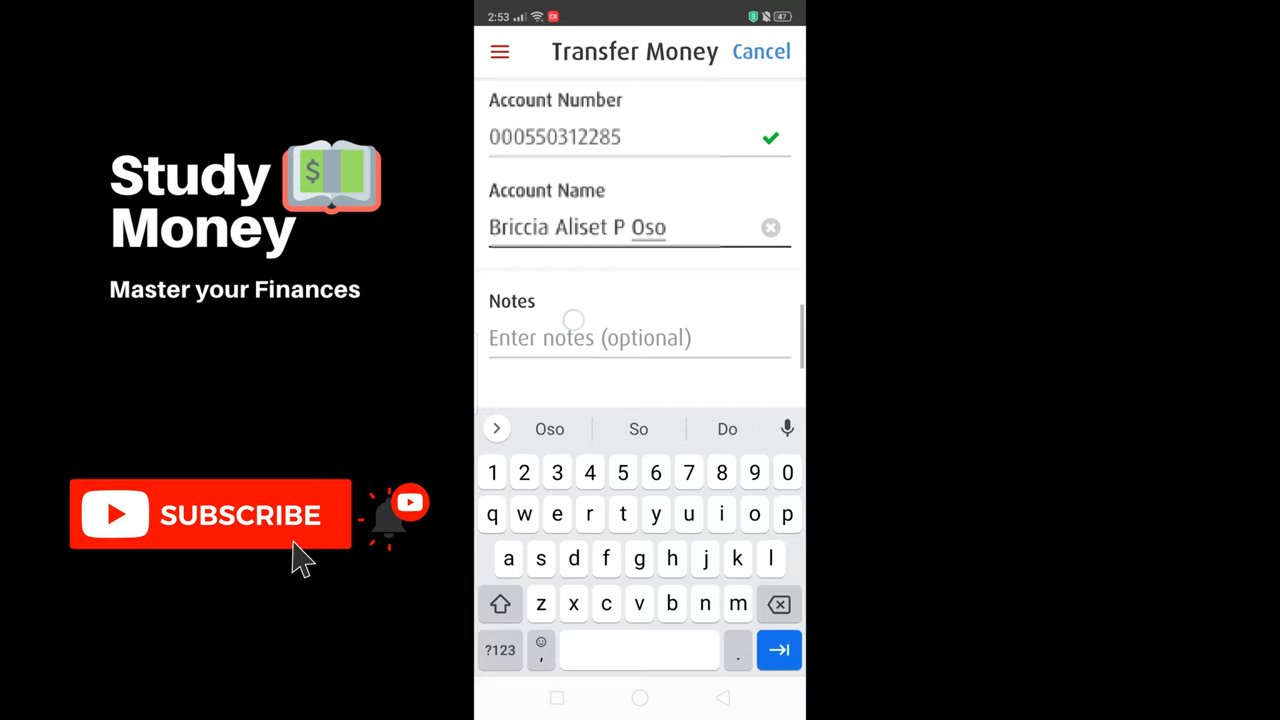 Study
Money
$
Master your Finances
SUBSCRIBE
2:53
47
Transfer Money
Cancel
Account Number
000550312285
Account Name
Briccia Aliset P Oso
Notes
Enter notes (optional)
Oso So Do
1 2 3 4 5 6 7 8 9 0
q w e r t y u i o p
a s d f g h j k l
z x c v b n m
?123 , .